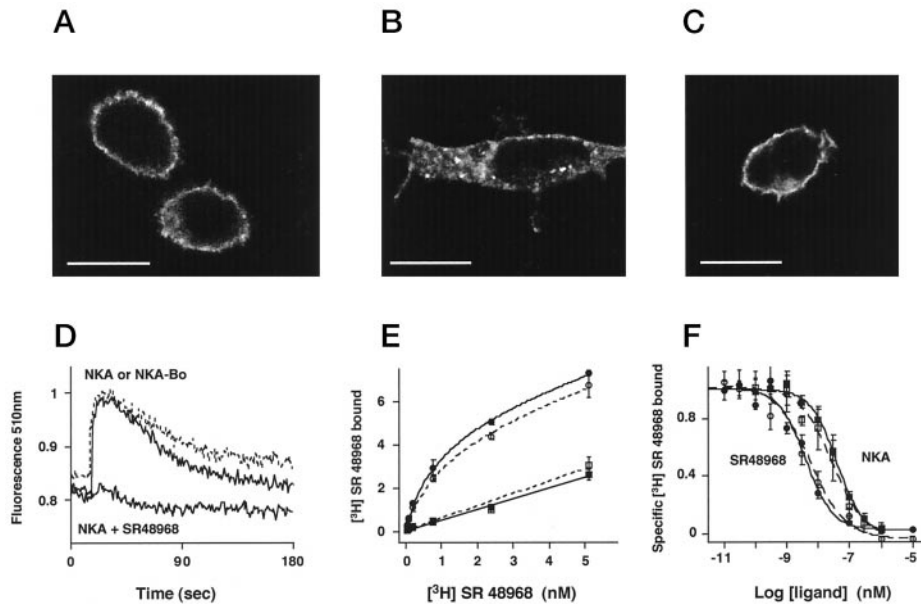 A
B
C
D
E
F
NKA or NKA-Bo
NKA + SR48968
Fluorescence 510nm
1
0.9
0.8
0
90
180
Time (sec)
[³H] SR 48968 bound
6
4
2
0
0
1
2
3
4
5
[³H] SR 48968 (nM)
Specific [³H] SR 48968 bound
0.8
0.4
0
SR48968
NKA
-11
-9
-7
-5
Log [ligand] (nM)